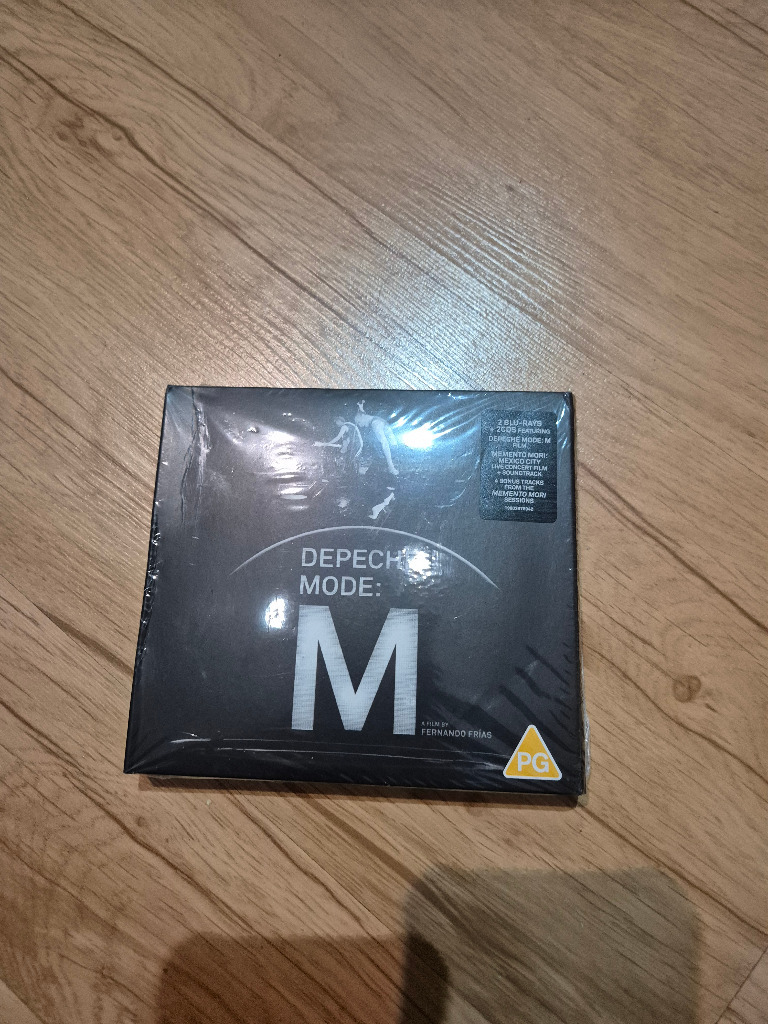 2 BLU-RAYS
+ 2CDS FEATURING
DEPECHE MODE: M
FILM
MEMENTO MORI:
MEXICO CITY
LIVE CONCERT FILM
+ SOUNDTRACK
4 BONUS TRACKS
FROM THE
MEMENTO MORI
SESSIONS
DEPECHE
MODE:
M
A FILM BY
FERNANDO FRÍAS
PG